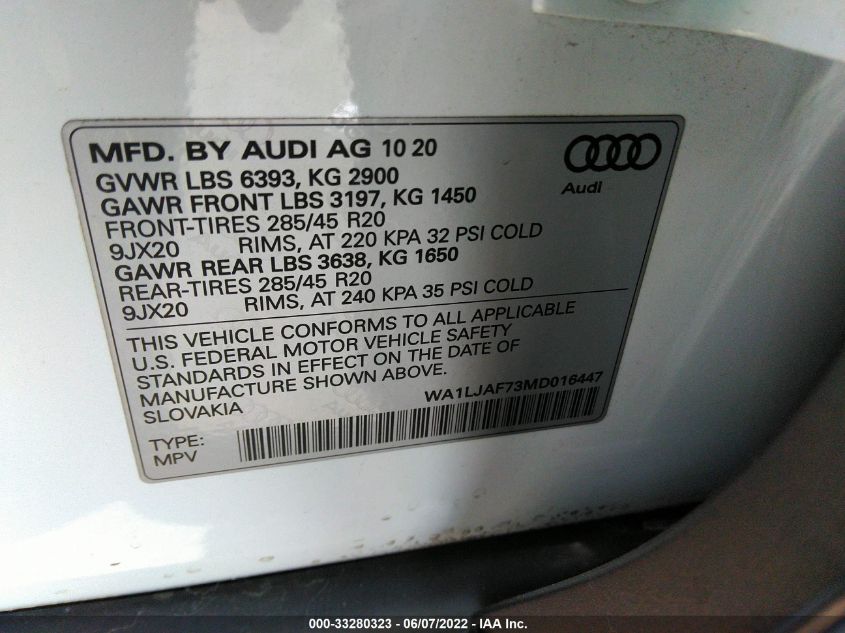 MFD. BY AUDI AG 10 20
Audi
GVWR LBS 6393, KG 2900
GAWR FRONT LBS 3197, KG 1450
FRONT-TIRES 285/45 R20
9JX20 RIMS, AT 220 KPA 32 PSI COLD
GAWR REAR LBS 3638, KG 1650
REAR-TIRES 285/45 R20
9JX20 RIMS, AT 240 KPA 35 PSI COLD
THIS VEHICLE CONFORMS TO ALL APPLICABLE
U.S. FEDERAL MOTOR VEHICLE SAFETY
STANDARDS IN EFFECT ON THE DATE OF
MANUFACTURE SHOWN ABOVE.
SLOVAKIA
WA1LJAF73MD016447
TYPE:
MPV
000-33280323 - 06/07/2022 - IAA Inc.